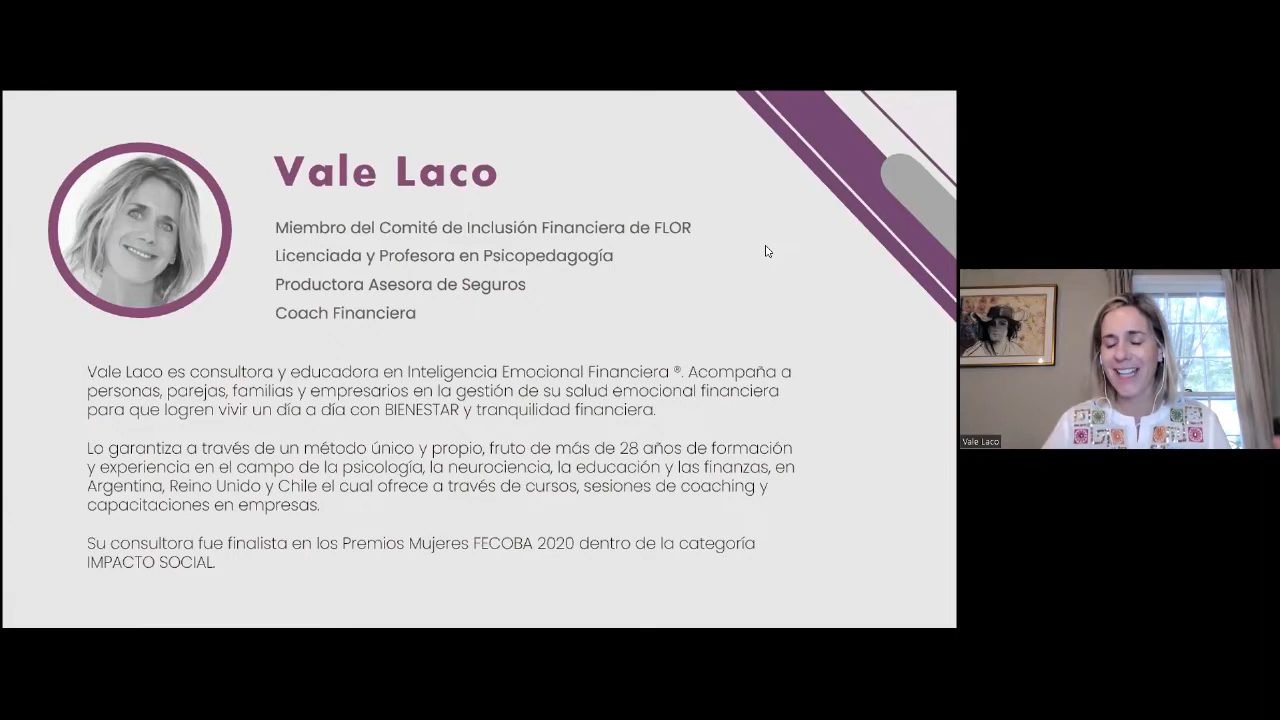 Vale Laco
Miembro del Comité de Inclusión Financiera de FLOR
Licenciada y Profesora en Psicopedagogía
Productora Asesora de Seguros
Coach Financiera
Vale Laco es consultora y educadora en Inteligencia Emocional Financiera ®. Acompaña a
personas, parejas, familias y empresarios en la gestión de su salud emocional financiera
para que logren vivir un día a día con BIENESTAR y tranquilidad financiera.
Lo garantiza a través de un método único y propio, fruto de más de 28 años de formación
y experiencia en el campo de la psicología, la neurociencia, la educación y las finanzas, en
Argentina, Reino Unido y Chile el cual ofrece a través de cursos, sesiones de coaching y
capacitaciones en empresas.
Su consultora fue finalista en los Premios Mujeres FECOBA 2020 dentro de la categoría
IMPACTO SOCIAL.
Vale Laco